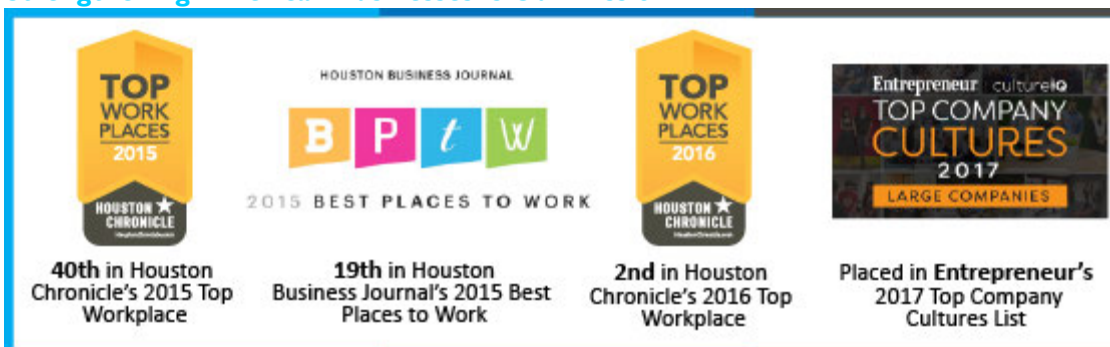 TOP
WORK
PLACES
2015
HOUSTON
CHRONICLE
40th in Houston
Chronicle's 2015 Top
Workplace
HOUSTON BUSINESS JOURNAL
B P t W
2015 BEST PLACES TO WORK
19th in Houston
Business Journal's 2015 Best
Places to Work
TOP
WORK
PLACES
2016
HOUSTON
CHRONICLE
2nd in Houston
Chronicle's 2016 Top
Workplace
Entrepreneur cultureIQ
TOP COMPANY
CULTURES
2017
LARGE COMPANIES
Placed in Entrepreneur's
2017 Top Company
Cultures List